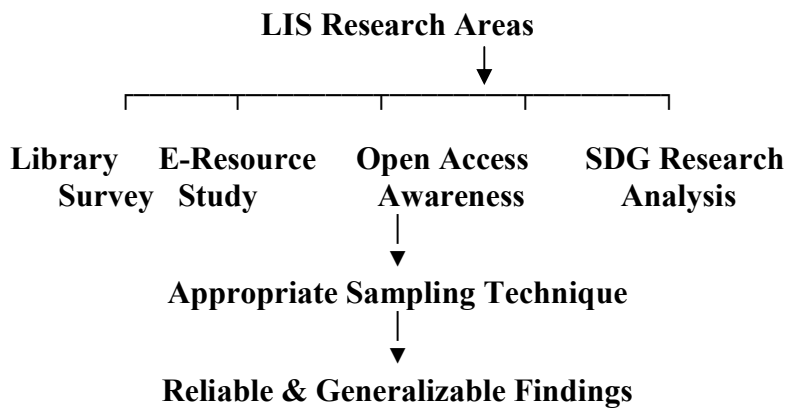 LIS Research Areas
Library E-Resource Open Access SDG Research
Survey Study Awareness Analysis
Appropriate Sampling Technique
Reliable & Generalizable Findings